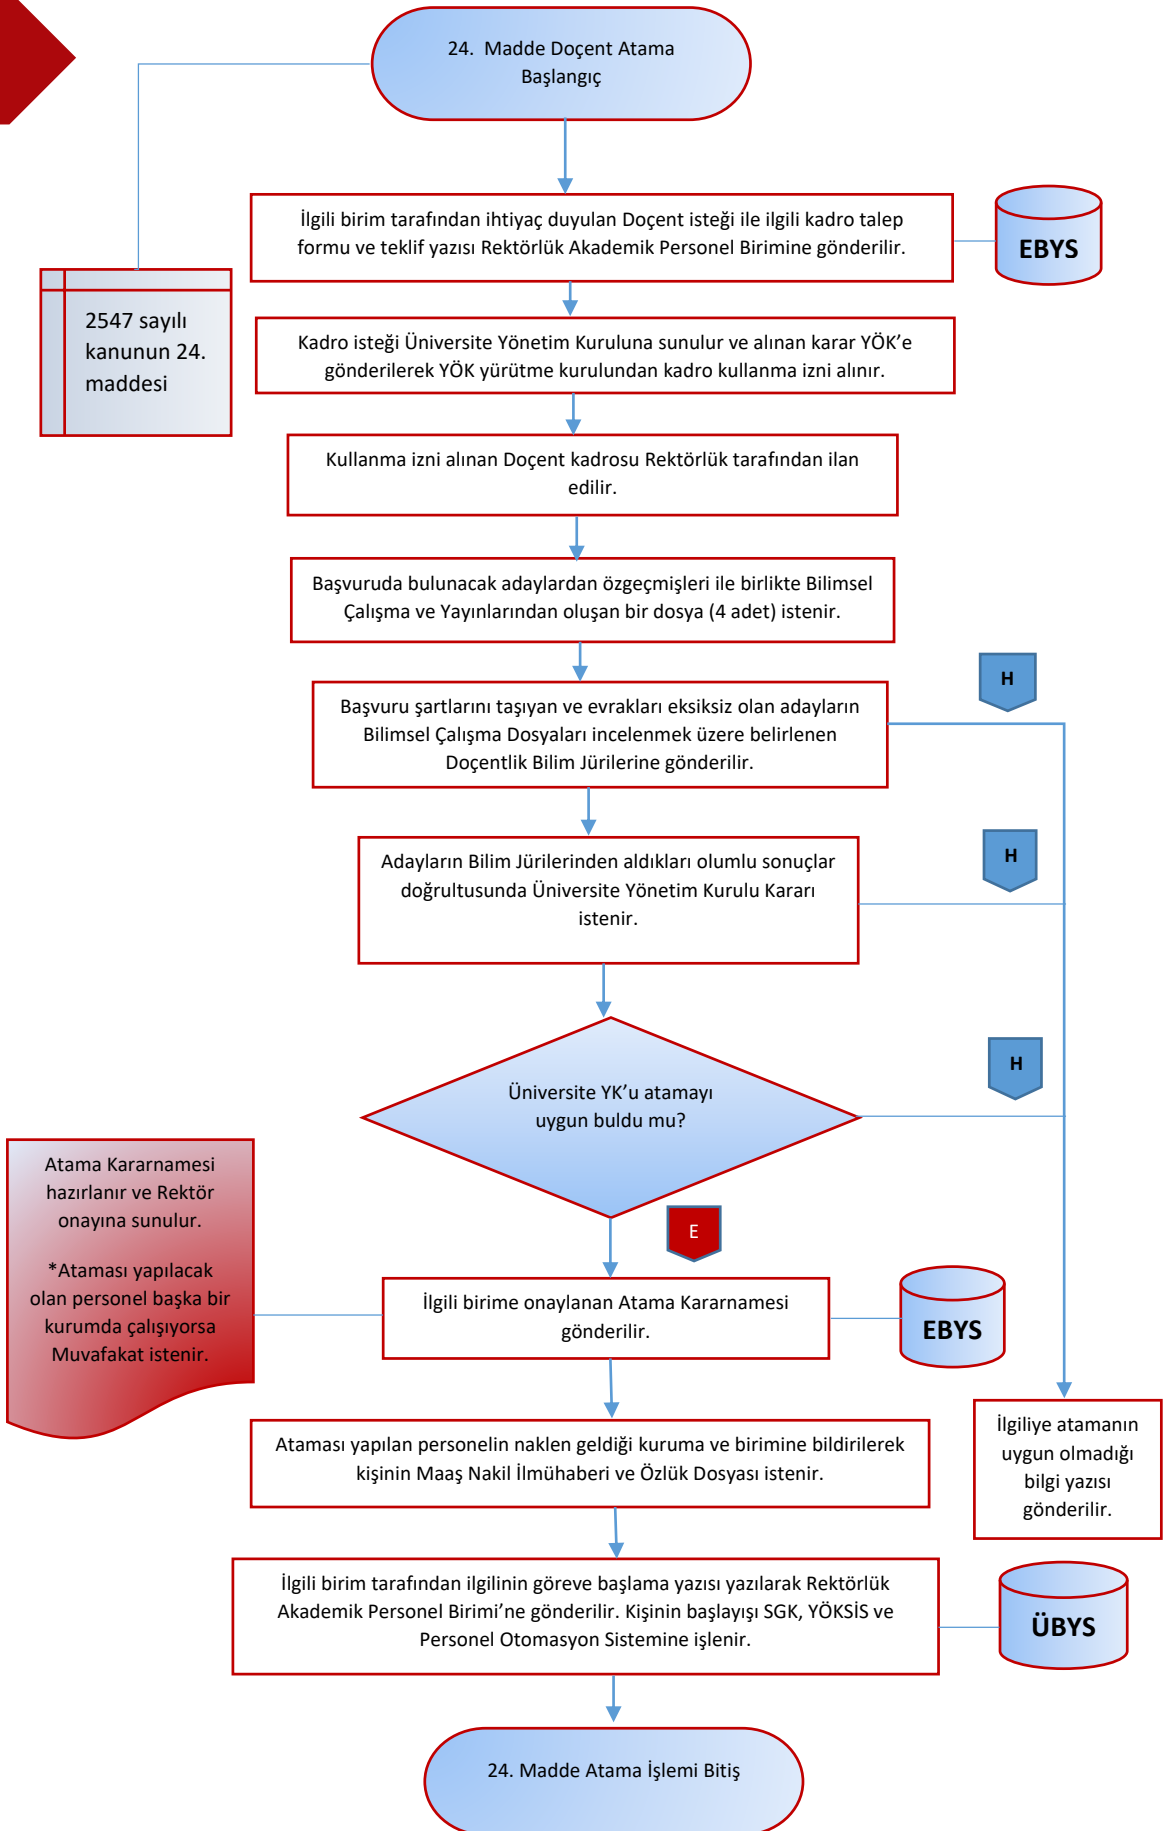 24.  Madde Doçent Atama
Başlangıç
İlgili birim tarafından ihtiyaç duyulan Doçent isteği ile ilgili kadro talep
formu ve teklif yazısı Rektörlük Akademik Personel Birimine gönderilir.
EBYS
2547 sayılı
kanunun 24.
maddesi
Kadro isteği Üniversite Yönetim Kuruluna sunulur ve alınan karar YÖK’e
gönderilerek YÖK yürütme kurulundan kadro kullanma izni alınır.
Kullanma izni alınan Doçent kadrosu Rektörlük tarafından ilan
edilir.
Başvuruda bulunacak adaylardan özgeçmişleri ile birlikte Bilimsel
Çalışma ve Yayınlarından oluşan bir dosya (4 adet) istenir.
H
Başvuru şartlarını taşıyan ve evrakları eksiksiz olan adayların
Bilimsel Çalışma Dosyaları incelenmek üzere belirlenen
Doçentlik Bilim Jürilerine gönderilir.
H
Adayların Bilim Jürilerinden aldıkları olumlu sonuçlar
doğrultusunda Üniversite Yönetim Kurulu Kararı
istenir.
H
Üniversite YK’u atamayı
uygun buldu mu?
E
Atama Kararnamesi
hazırlanır ve Rektör
onayına sunulur.
*Ataması yapılacak
olan personel başka bir
kurumda çalışıyorsa
Muvafakat istenir.
İlgili birime onaylanan Atama Kararnamesi
gönderilir.
EBYS
Ataması yapılan personelin naklen geldiği kuruma ve birimine bildirilerek
kişinin Maaş Nakil İlmühaberi ve Özlük Dosyası istenir.
İlgiliye atamanın
uygun olmadığı
bilgi yazısı
gönderilir.
İlgili birim tarafından ilgilinin göreve başlama yazısı yazılarak Rektörlük
Akademik Personel Birimi’ne gönderilir. Kişinin başlayışı SGK, YÖKSİS ve
Personel Otomasyon Sistemine işlenir.
ÜBYS
24. Madde Atama İşlemi Bitiş